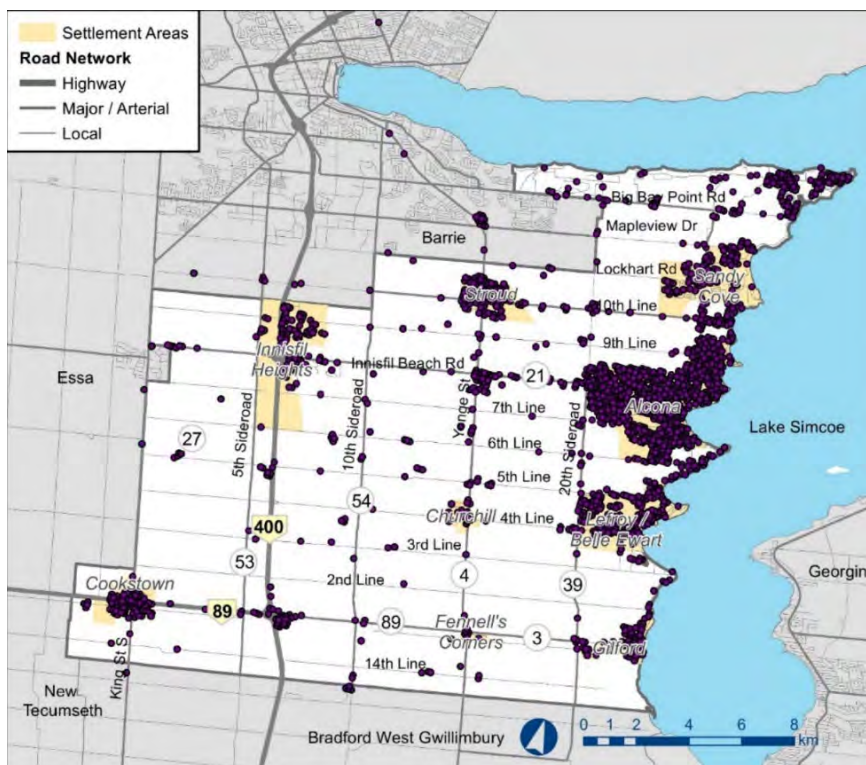 Settlement Areas
Road Network
Highway
Major / Arterial
Local
Big Bay Point Rd
Mapleview Dr
Barrie
Lockhart Rd
Sandy
Cove
Stroud
10th Line
9th Line
Innisfil
Heights
Innisfil Beach Rd
21
Essa
Alcona
7th Line
Yonge St
Lake Simcoe
6th Line
27
5th Sideroad
10th Sideroad
20th Sideroad
5th Line
54
Churchill
4th Line
Lefroy /
Belle Ewart
400
3rd Line
53
2nd Line
4
39
Georgin
Cookstown
89
89
Fennell's
Corners
3
Gilford
14th Line
King St S
New
Tecumseth
Bradford West Gwillimbury
0 1 2 4 6 8
km